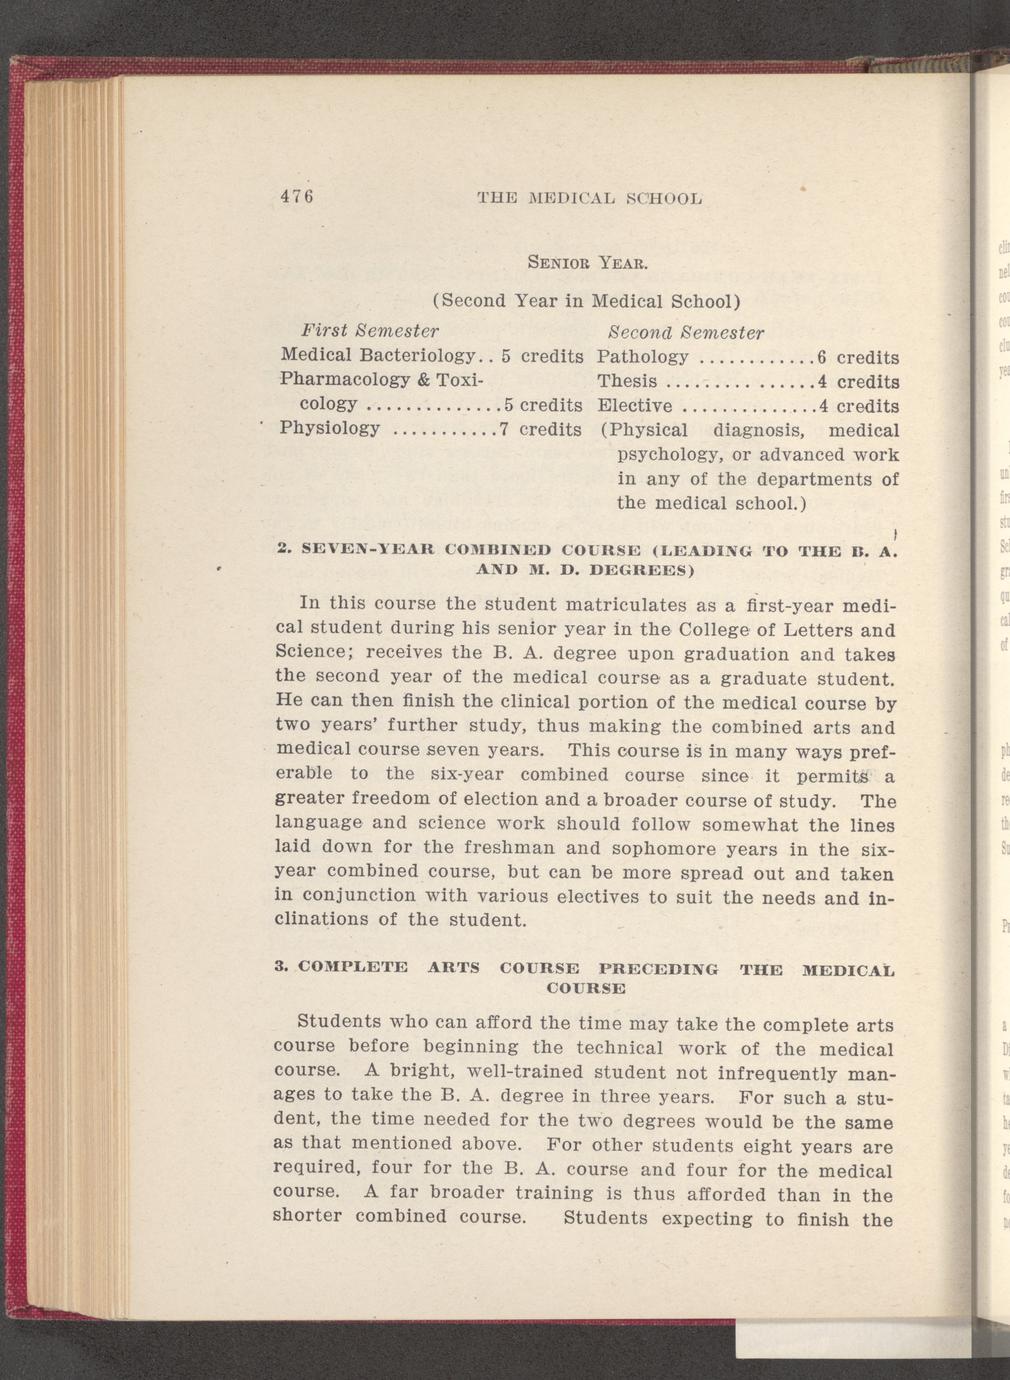 476 THE MEDICAL SCHOOL
SENIOR YEAR.
(Second Year in Medical School)
First Semester
Medical Bacteriology.. 5 credits
Pharmacology & Toxi-
cology ..............5 credits
Physiology ...........7 credits
Second Semester
Pathology ............6 credits
Thesis ...............4 credits
Elective ..............4 credits
(Physical diagnosis, medical
psychology, or advanced work
in any of the departments of
the medical school.)
2. SEVEN-YEAR COMBINED COURSE (LEADING TO THE B. A.
AND M. D. DEGREES)
In this course the student matriculates as a first-year medi-
cal student during his senior year in the College of Letters and
Science; receives the B. A. degree upon graduation and takes
the second year of the medical course as a graduate student.
He can then finish the clinical portion of the medical course by
two years' further study, thus making the combined arts and
medical course seven years. This course is in many ways pref-
erable to the six-year combined course since it permits a
greater freedom of election and a broader course of study. The
language and science work should follow somewhat the lines
laid down for the freshman and sophomore years in the six-
year combined course, but can be more spread out and taken
in conjunction with various electives to suit the needs and in-
clinations of the student.
3. COMPLETE ARTS COURSE PRECEDING THE MEDICAL
COURSE
Students who can afford the time may take the complete arts
course before beginning the technical work of the medical
course. A bright, well-trained student not infrequently man-
ages to take the B. A. degree in three years. For such a stu-
dent, the time needed for the two degrees would be the same
as that mentioned above. For other students eight years are
required, four for the B. A. course and four for the medical
course. A far broader training is thus afforded than in the
shorter combined course. Students expecting to finish the